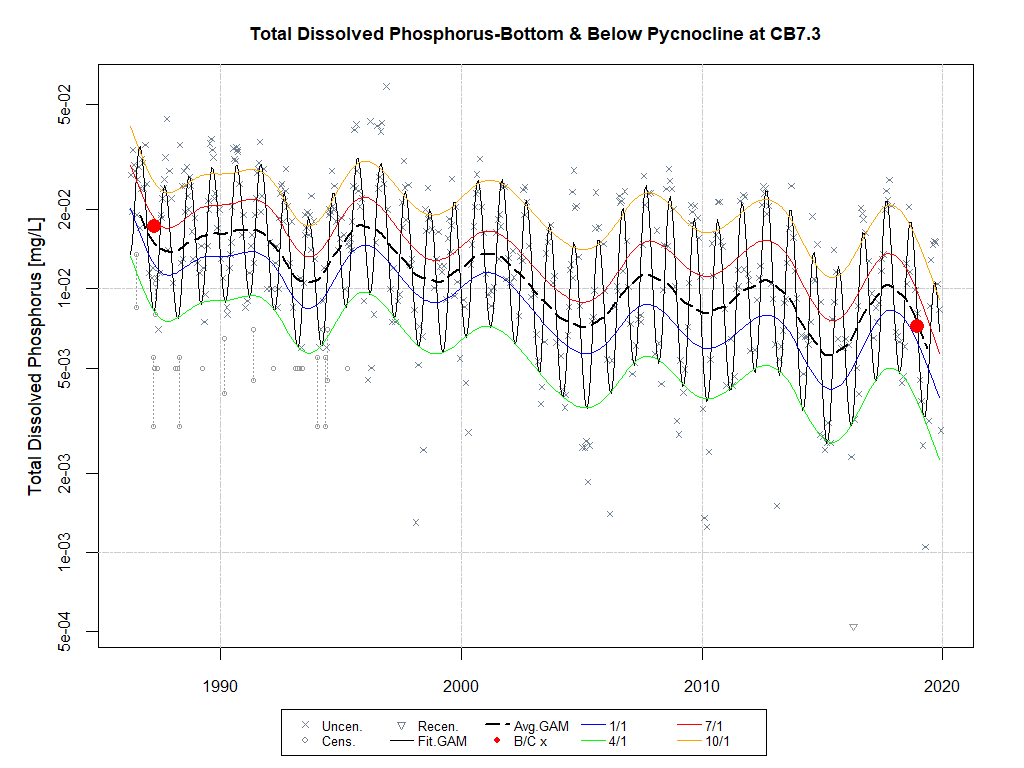 Total Dissolved Phosphorus-Bottom & Below Pycnocline at CB7.3
Total Dissolved Phosphorus [mg/L]
5e-02
2e-02
1e-02
5e-03
2e-03
1e-03
5e-04
1990 2000 2010 2020
Uncen. Recen. Avg.GAM 1/1 7/1
Cens. Fit.GAM B/C x 4/1 10/1